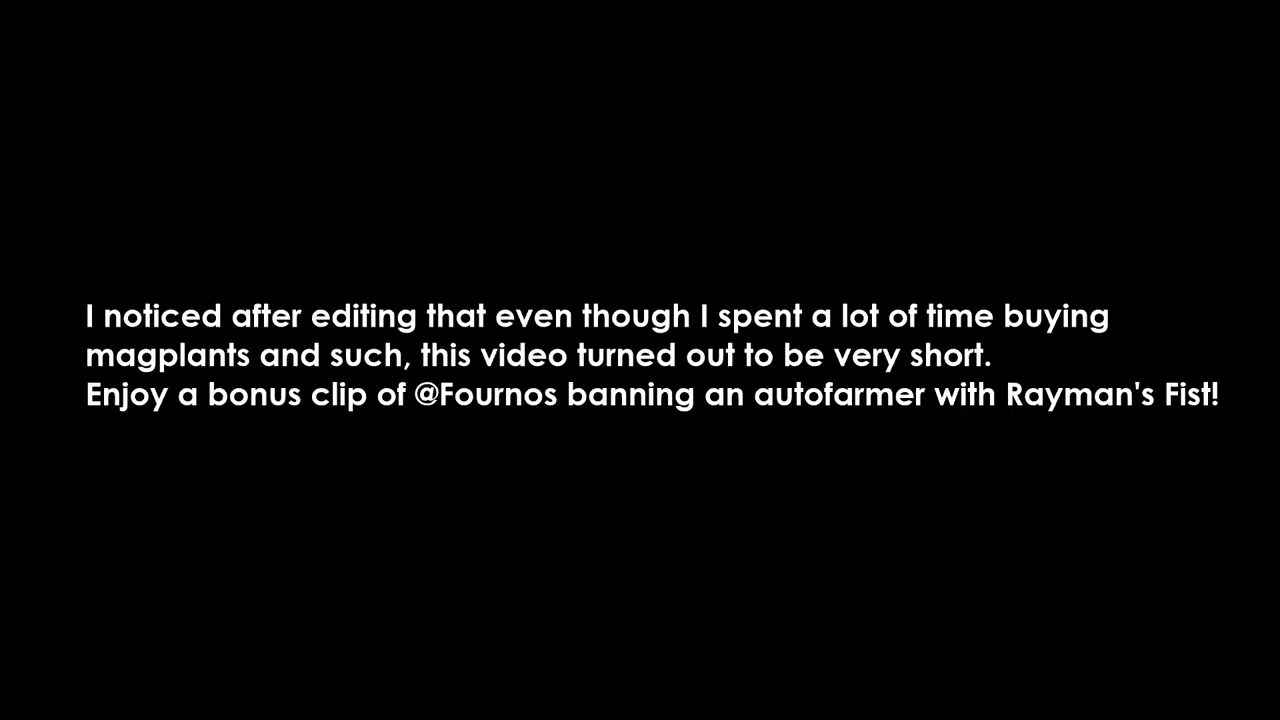 I noticed after editing that even though I spent a lot of time buying
magplants and such, this video turned out to be very short.
Enjoy a bonus clip of @Fournos banning an autofarmer with Rayman's Fist!